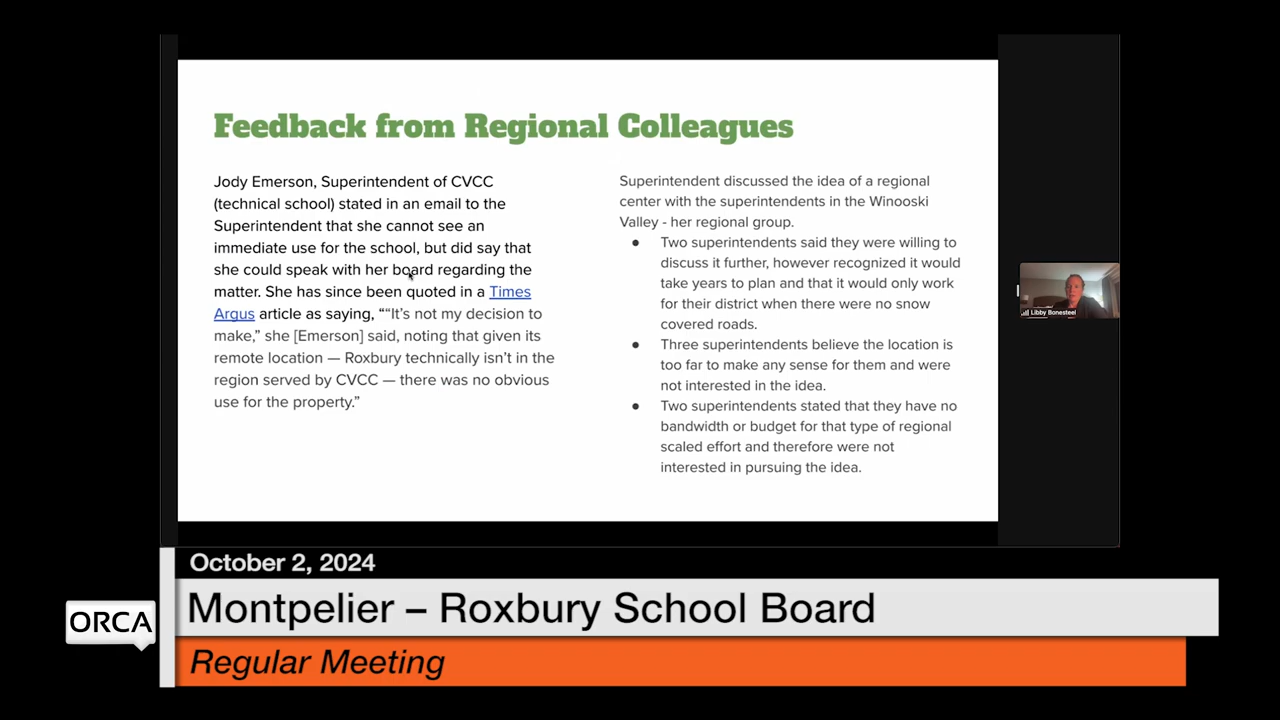 Feedback from Regional Colleagues
Jody Emerson, Superintendent of CVCC
(technical school) stated in an email to the
Superintendent that she cannot see an
immediate use for the school, but did say that
she could speak with her board regarding the
matter. She has since been quoted in a Times
Argus article as saying, ““It’s not my decision to
make,” she [Emerson] said, noting that given its
remote location — Roxbury technically isn’t in the
region served by CVCC — there was no obvious
use for the property.”
Superintendent discussed the idea of a regional
center with the superintendents in the Winooski
Valley - her regional group.
● Two superintendents said they were willing to
discuss it further, however recognized it would
take years to plan and that it would only work
for their district when there were no snow
covered roads.
● Three superintendents believe the location is
too far to make any sense for them and were
not interested in the idea.
● Two superintendents stated that they have no
bandwidth or budget for that type of regional
scaled effort and therefore were not
interested in pursuing the idea.
Libby Bonesteel
October 2, 2024
ORCA
Montpelier – Roxbury School Board
Regular Meeting